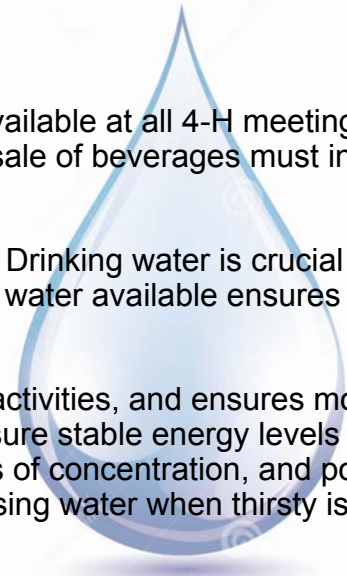 vailable at all 4-H meeting
sale of beverages must in
Drinking water is crucial
water available ensures
activities, and ensures mo
sure stable energy levels
s of concentration, and po
sing water when thirsty is